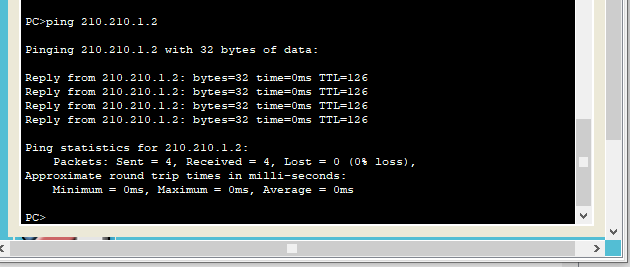 PC>ping 210.210.1.2
Pinging 210.210.1.2 with 32 bytes of data:
Reply from 210.210.1.2: bytes=32 time=0ms TTL=126
Reply from 210.210.1.2: bytes=32 time=0ms TTL=126
Reply from 210.210.1.2: bytes=32 time=0ms TTL=126
Reply from 210.210.1.2: bytes=32 time=0ms TTL=126
Ping statistics for 210.210.1.2:
Packets: Sent = 4, Received = 4, Lost = 0 (0% loss),
Approximate round trip times in milli-seconds:
Minimum = 0ms, Maximum = 0ms, Average = 0ms
PC>